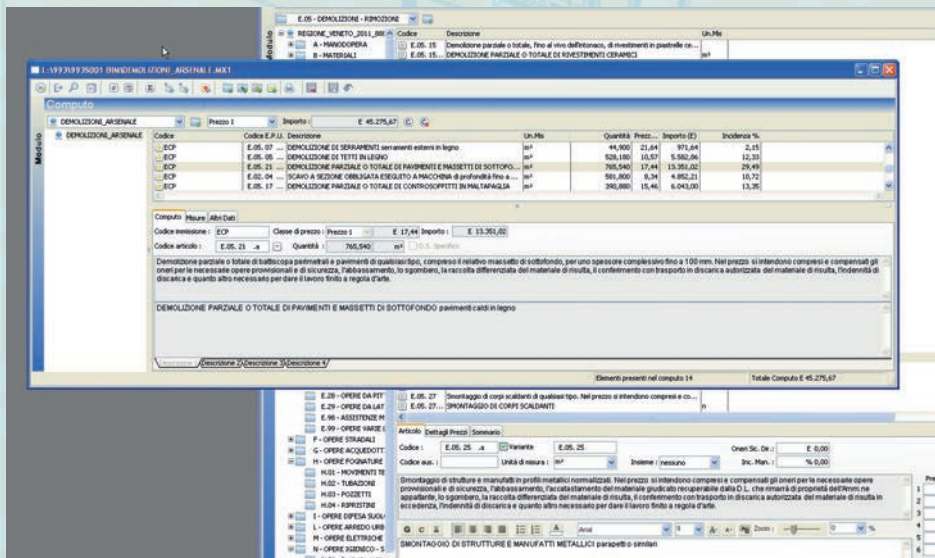 E.05 - DEMOLIZIONE - RIMOZIONE
REGIONE_VENETO_2011_
Codice Descrizione Un.Mis
A - MANODOPERA
E.05. 15 Demolizione parziale o totale, fino al vivo dell'intonaco, di rivestimenti in piastrelle ce...
B - MATERIALI
E.05. 15... DEMOLIZIONE PARZIALE O TOTALE DI RIVESTIMENTI CERAMICI m²
Modulo
L:\993\9935001 BIM\DEMOLIZIONE_ARSENALE.MX1
Computo
DEMOLIZIONE_ARSENALE Prezzo 1 Importo : € 45.275,67
DEMOLIZIONE_ARSENALE
Modulo
Codice Codice E.P.U. Descrizione Un.Mis Quantità Prezz... Importo (E) Incidenza %
ECP E.05. 07 ... DEMOLIZIONE DI SERRAMENTI serramenti esterni in legno m² 44,900 21,64 971,64 2,15
ECP E.05. 05 ... DEMOLIZIONE DI TETTI IN LEGNO m² 528,180 10,57 5.582,86 12,33
ECP E.05. 21 ... DEMOLIZIONE PARZIALE O TOTALE DI PAVIMENTI E MASSETTI DI SOTTOFO... m² 765,540 17,44 13.351,02 29,49
ECP E.02. 04 ... SCAVO A SEZIONE OBBLIGATA ESEGUITO A MACCHINA di profondità fino a ... m³ 581,800 8,34 4.852,21 10,72
ECP E.05. 17 ... DEMOLIZIONE PARZIALE O TOTALE DI CONTROSOFFITTI IN MALTAPAGLIA m² 390,880 15,46 6.043,00 13,35
Computo Misure Altri Dati
Codice immissione : ECP Classe di prezzo : Prezzo 1 € 17,44 Importo : € 13.351,02
Codice articolo : E.05. 21 .a Quantità : 765,540 m² O.S. Specifico
Demolizione parziale o totale di battiscopa perimetrali e pavimenti di qualsiasi tipo, compreso il relativo massetto di sottofondo, per uno spessore complessivo fino a 100 mm. Nel prezzo si intendono compresi e compensati gli
oneri per le necessarie opere provvisionali e di sicurezza, l'abbassamento, lo sgombero, la raccolta differenziata del materiale di risulta, il conferimento con trasporto in discarica autorizzata del materiale di risulta, l'indennità di
discarica e quanto altro necessario per dare il lavoro finito a regola d'arte.
DEMOLIZIONE PARZIALE O TOTALE DI PAVIMENTI E MASSETTI DI SOTTOFONDO pavimenti caldi in legno
Descrizione 1 Descrizione 2 Descrizione 3 Descrizione 4
Elementi presenti nel computo 14 Totale Computo E 45.275,67
E.28 - OPERE DA PIT
E.05. 27 Smontaggio di corpi scaldanti di qualsiasi tipo. Nel prezzo si intendono compresi e co...
E.29 - OPERE DA LAT
E.05. 27... SMONTAGGIO DI CORPI SCALDANTI n
E.98 - ASSISTENZE M
E.99 - OPERE VARIE
F - OPERE STRADALI
G - OPERE ACQUEDOTT
H - OPERE FOGNATURE
H.01 - MOVIMENTI TE
H.02 - TUBAZIONI
H.03 - POZZETTI
H.04 - RIPRISTINI
I - OPERE DIFESA SUOL
L - OPERE ARREDO URB
M - OPERE ELETTRICHE
N - OPERE IGIENICO - S
Articolo Dettagli Prezzi Sommario
Codice : E.05. 25 .a Variante E.05. 25 Oneri Sic. Dir.: € 0,00
Codice aus. : Unità di misura : m² Insieme : nessuno Inc. Man. : % 0,00
Smontaggio di strutture e manufatti in profili metallici normalizzati. Nel prezzo si intendono compresi e compensati gli oneri per le necessarie opere
provvisionali e di sicurezza, l'abbassamento, l'accatastamento del materiale giudicato recuperabile dalla D.L. che rimarrà di proprietà dell'Amm.ne
appaltante, lo sgombero, la raccolta differenziata del materiale di risulta, il conferimento con trasporto in discarica autorizzata del materiale di risulta in
eccedenza, l'indennità di discarica e quanto altro necessario per dare il lavoro finito a regola d'arte.
G C S Arial 9 Zoom : 0 %
SMONTAGGIO DI STRUTTURE E MANUFATTI METALLICI parapetti o similari
1
2
3
4
5
6